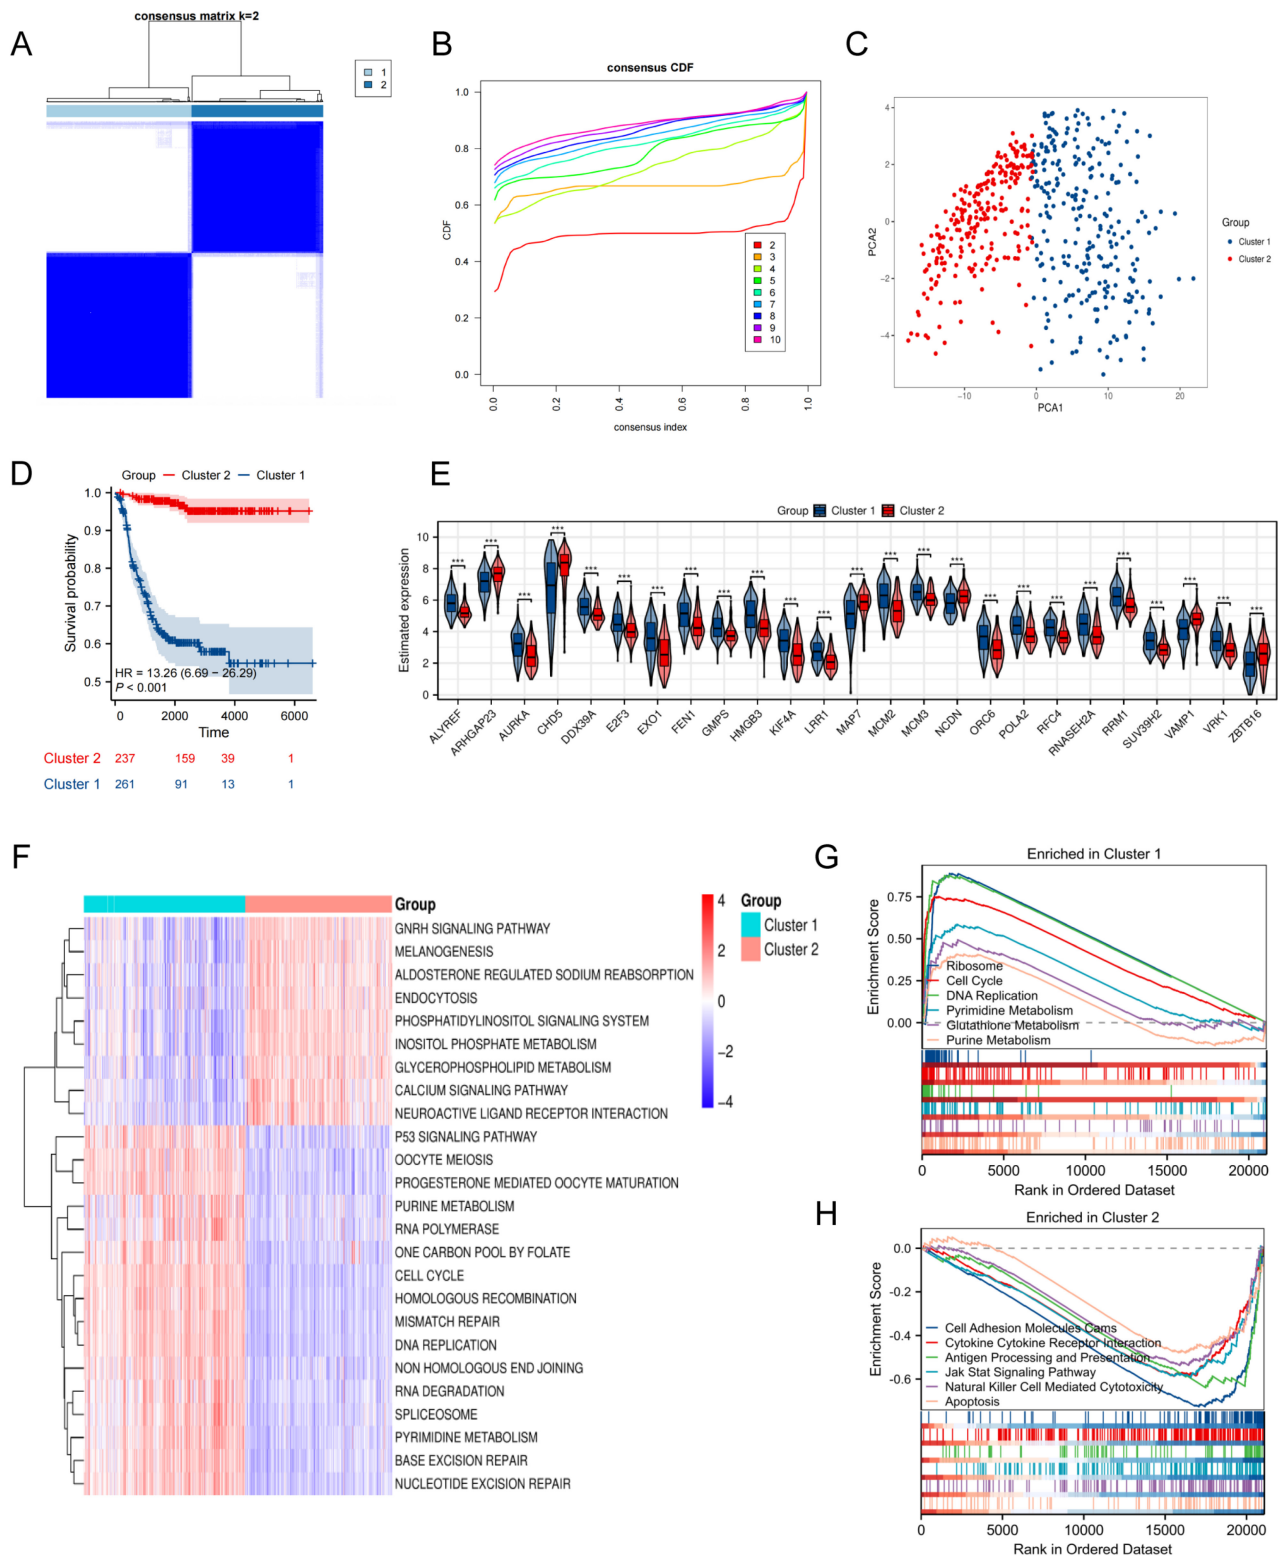 A
consensus matrix k=2
1
2
B
consensus CDF
CDF
1.0
0.8
0.6
0.4
0.2
0.0
2
3
4
5
6
7
8
9
10
0.0
0.2
0.4
0.6
0.8
1.0
consensus index
C
PCA2
4
2
0
−2
−4
−10
0
10
20
PCA1
Group
Cluster 1
Cluster 2
D
Group Cluster 2 Cluster 1
Survival probability
1.0
0.9
0.8
0.7
0.6
0.5
HR = 13.26 (6.69 − 26.29)
P < 0.001
0 2000 4000 6000
Time
Cluster 2 237 159 39 1
Cluster 1 261 91 13 1
E
Group Cluster 1 Cluster 2
Estimated expression
10
8
6
4
2
0
*** *** *** *** *** *** *** *** *** *** *** *** *** *** *** *** *** *** *** *** *** *** *** *** ***
ALYREF
ARHGAP23
AURKA
CHD5
DDX39A
E2F3
EXO1
FEN1
GMPS
HMGB3
KIF4A
LRR1
MAP7
MCM2
MCM3
NCDN
ORC6
POLA2
RFC4
RNASEH2A
RRM1
SUV39H2
VAMP1
VRK1
ZBTB16
F
Group
GNRH SIGNALING PATHWAY
MELANOGENESIS
ALDOSTERONE REGULATED SODIUM REABSORPTION
ENDOCYTOSIS
PHOSPHATIDYLINOSITOL SIGNALING SYSTEM
INOSITOL PHOSPHATE METABOLISM
GLYCEROPHOSPHOLIPID METABOLISM
CALCIUM SIGNALING PATHWAY
NEUROACTIVE LIGAND RECEPTOR INTERACTION
P53 SIGNALING PATHWAY
OOCYTE MEIOSIS
PROGESTERONE MEDIATED OOCYTE MATURATION
PURINE METABOLISM
RNA POLYMERASE
ONE CARBON POOL BY FOLATE
CELL CYCLE
HOMOLOGOUS RECOMBINATION
MISMATCH REPAIR
DNA REPLICATION
NON HOMOLOGOUS END JOINING
RNA DEGRADATION
SPLICEOSOME
PYRIMIDINE METABOLISM
BASE EXCISION REPAIR
NUCLEOTIDE EXCISION REPAIR
4
2
0
−2
−4
Group
Cluster 1
Cluster 2
G
Enriched in Cluster 1
Enrichment Score
0.75
0.50
0.25
0.00
Ribosome
Cell Cycle
DNA Replication
Pyrimidine Metabolism
Glutathione Metabolism
Purine Metabolism
0 5000 10000 15000 20000
Rank in Ordered Dataset
H
Enriched in Cluster 2
Enrichment Score
0.0
-0.2
-0.4
-0.6
Cell Adhesion Molecules Cams
Cytokine Cytokine Receptor Interaction
Antigen Processing and Presentation
Jak Stat Signaling Pathway
Natural Killer Cell Mediated Cytotoxicity
Apoptosis
0 5000 10000 15000 20000
Rank in Ordered Dataset